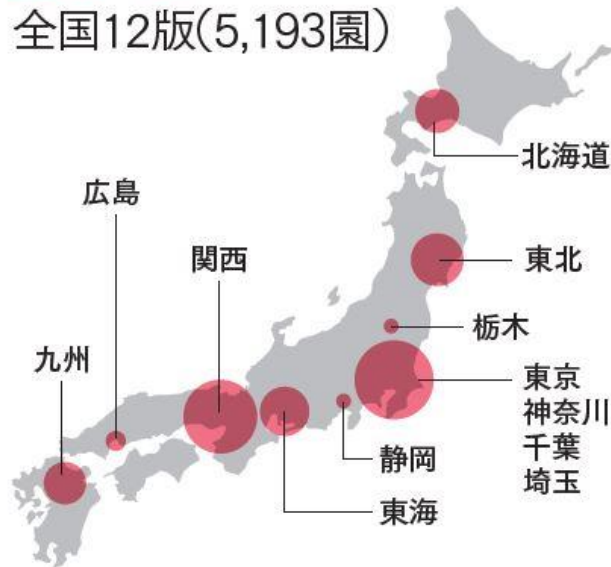 全国12版(5,193園)
北海道
広島
関西
東北
栃木
九州
東京
神奈川
千葉
埼玉
静岡
東海